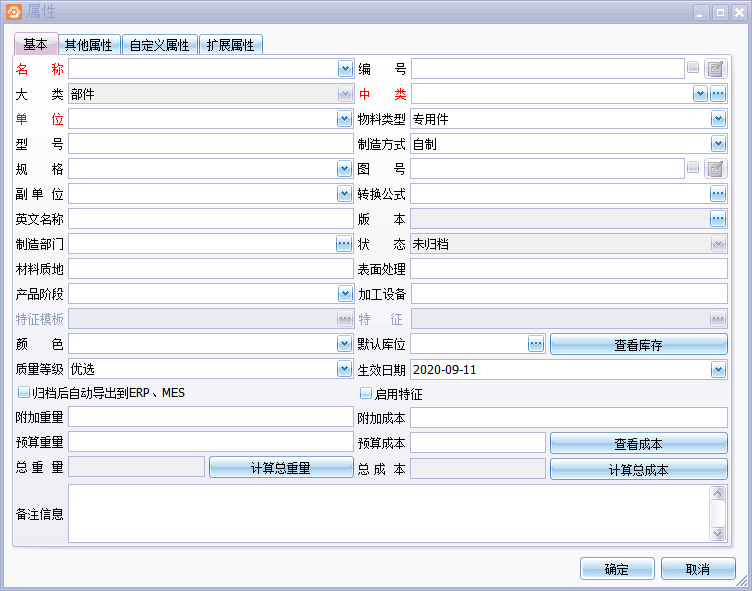 属性
基本 其他属性 自定义属性 扩展属性
名 称 编 号
大 类 部件 中 类
单 位 物料类型 专用件
型 号 制造方式 自制
规 格 图 号
副 单 位 转换公式
英文名称 版 本
制造部门 状 态 未归档
材料质地 表面处理
产品阶段 加工设备
特征模板 特 征
颜 色 默认库位 查看库存
质量等级 优选 生效日期 2020-09-11
归档后自动导出到ERP、MES 启用特征
附加重量 附加成本
预算重量 预算成本 查看成本
总 重 量 计算总重量 总 成 本 计算总成本
备注信息
确定 取消